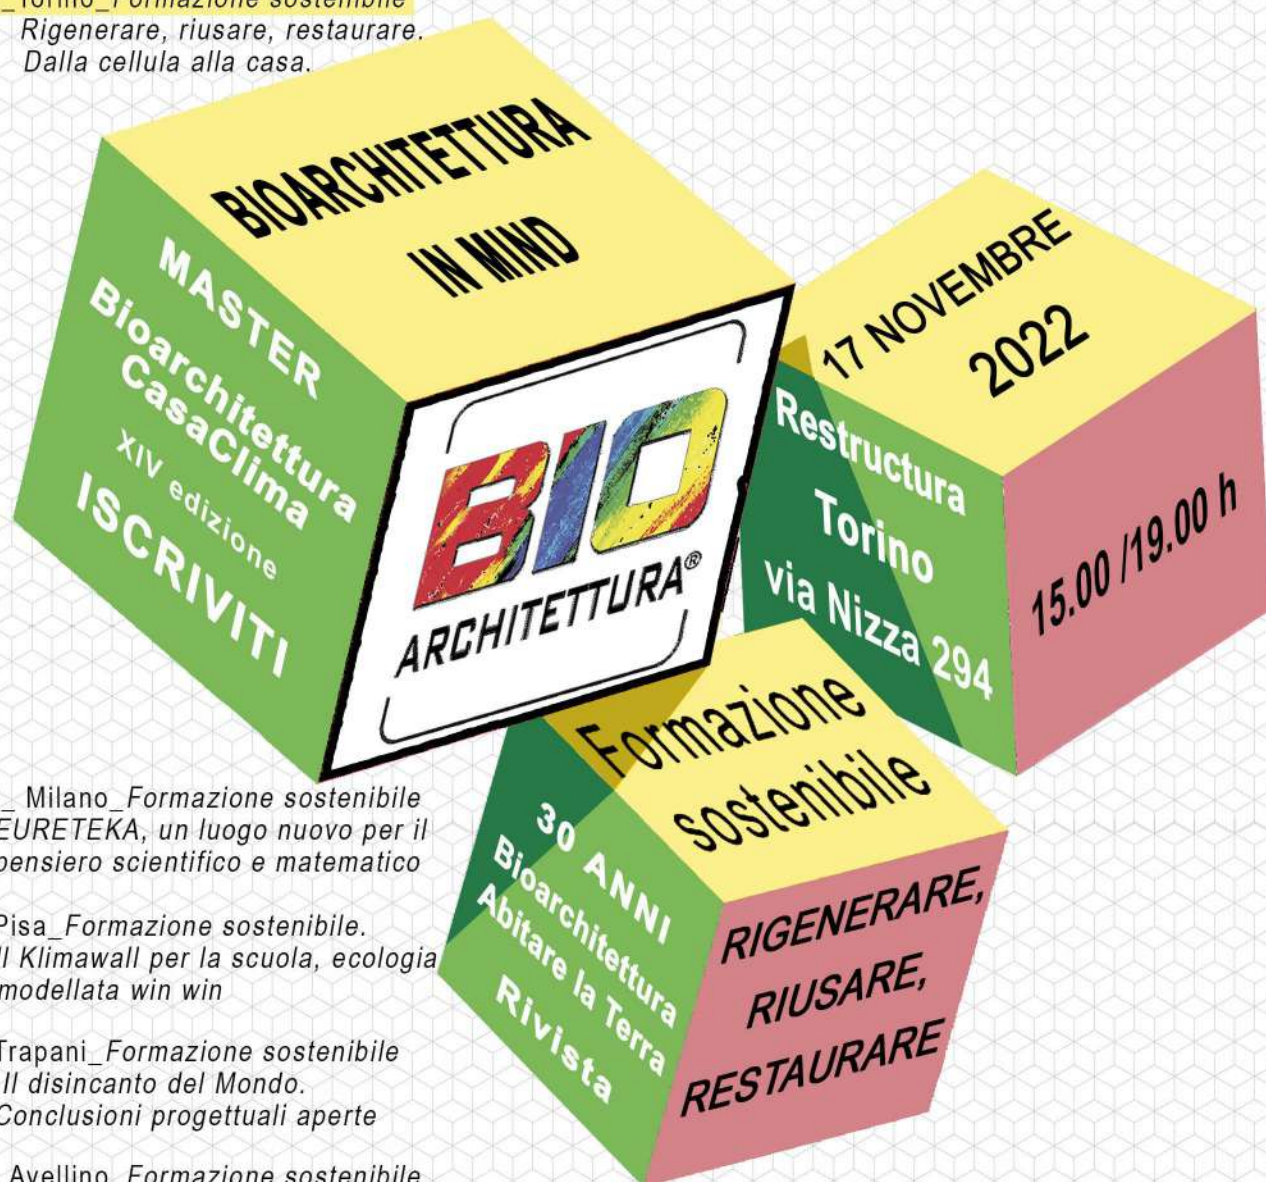 _Torino_Formazione sostenibile
Rigenerare, riusare, restaurare.
Dalla cellula alla casa.
BIOARCHITETTURA
IN MIND
MASTER
Bioarchitettura
CasaClima
XIV edizione
ISCRIVITI
BIO
ARCHITETTURA®
17 NOVEMBRE
2022
Restructura
Torino
via Nizza 294
15.00 /19.00 h
Formazione
sostenibile
30 ANNI
Bioarchitettura
Abitare la Terra
Rivista
RIGENERARE,
RIUSARE,
RESTAURARE
_ Milano_Formazione sostenibile
EURETEKA, un luogo nuovo per il
pensiero scientifico e matematico
Pisa_Formazione sostenibile.
Il Klimawall per la scuola, ecologia
modellata win win
Trapani_Formazione sostenibile
Il disincanto del Mondo.
Conclusioni progettuali aperte
Avellino_Formazione sostenibile